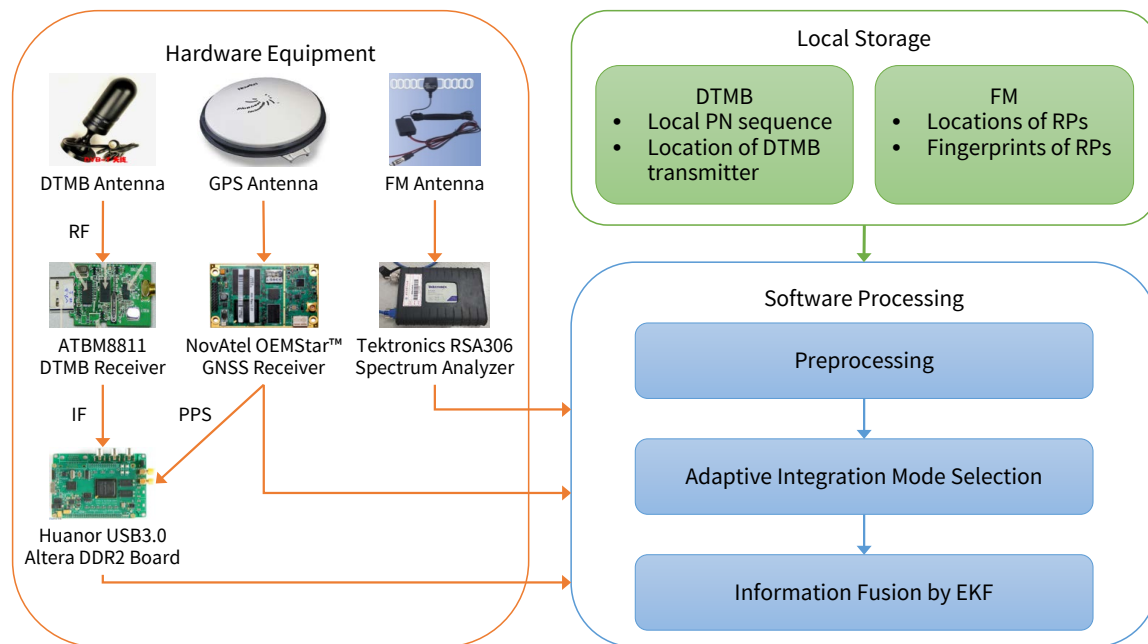 Hardware Equipment
DTMB Antenna
GPS Antenna
FM Antenna
RF
ATBM8811
DTMB Receiver
NovAtel OEMStar™
GNSS Receiver
Tektronics RSA306
Spectrum Analyzer
IF
PPS
Huanor USB3.0
Altera DDR2 Board
Local Storage
DTMB
• Local PN sequence
• Location of DTMB
transmitter
FM
• Locations of RPs
• Fingerprints of RPs
Software Processing
Preprocessing
Adaptive Integration Mode Selection
Information Fusion by EKF